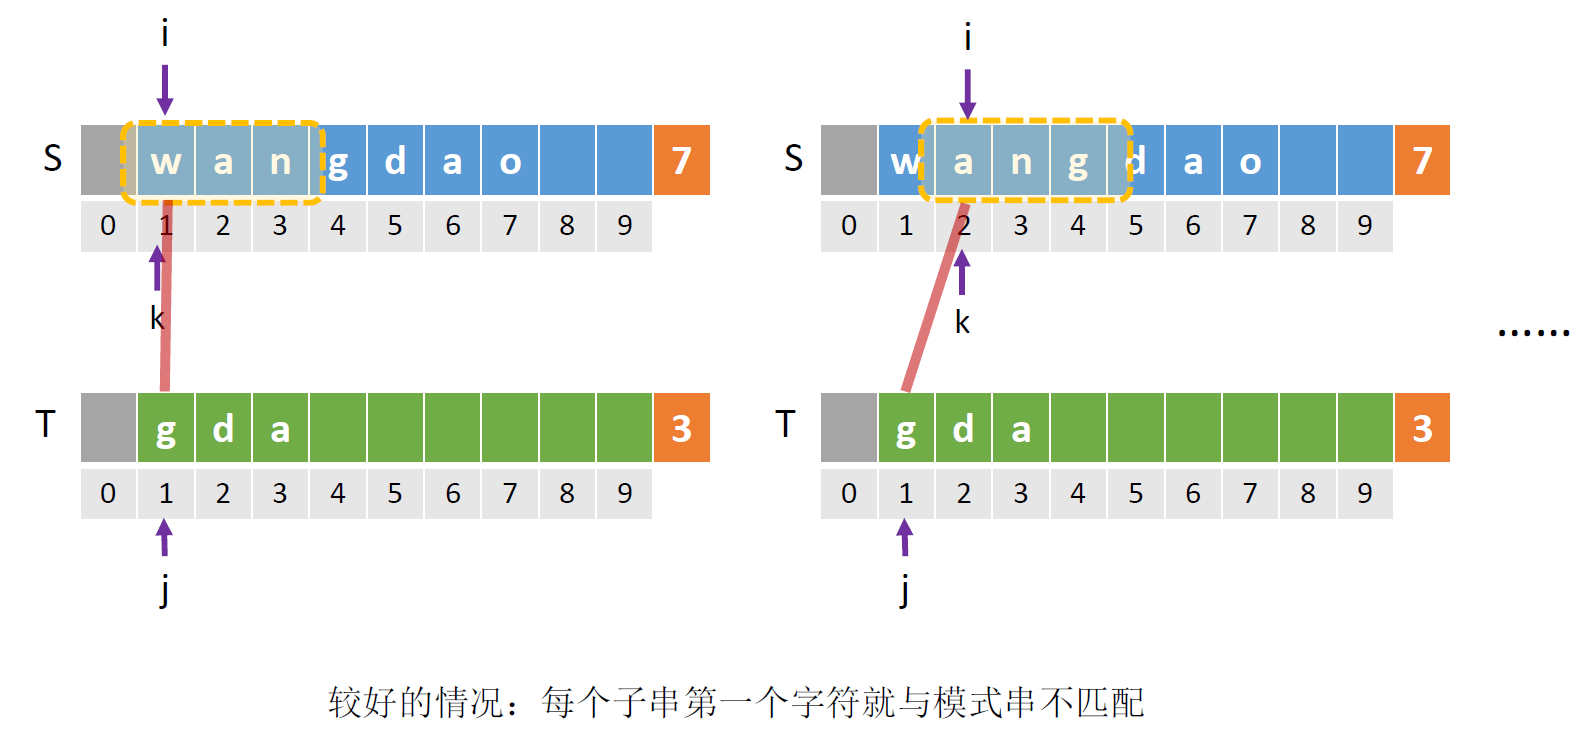 i i
S w a n g d a o 7 S w a n g d a o 7
0 1 2 3 4 5 6 7 8 9 0 1 2 3 4 5 6 7 8 9
k k
……
T g d a 3 T g d a 3
0 1 2 3 4 5 6 7 8 9 0 1 2 3 4 5 6 7 8 9
j j
较好的情况：每个子串第一个字符就与模式串不匹配